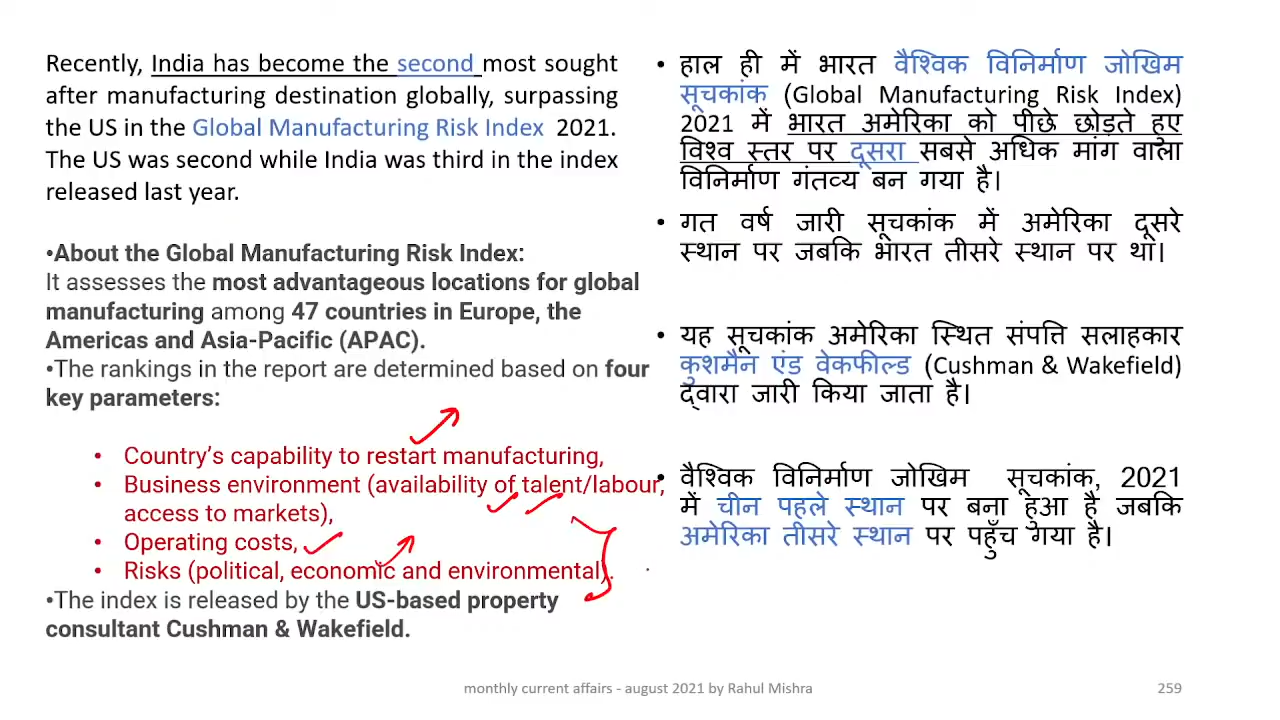 Recently, India has become the second most sought
after manufacturing destination globally, surpassing
the US in the Global Manufacturing Risk Index 2021.
The US was second while India was third in the index
released last year.
•About the Global Manufacturing Risk Index:
It assesses the most advantageous locations for global
manufacturing among 47 countries in Europe, the
Americas and Asia-Pacific (APAC).
•The rankings in the report are determined based on four
key parameters:
• Country's capability to restart manufacturing,
• Business environment (availability of talent/labour,
access to markets),
• Operating costs,
• Risks (political, economic and environmental).
•The index is released by the US-based property
consultant Cushman & Wakefield.
• हाल ही में भारत वैश्विक विनिर्माण जोखिम
सूचकांक (Global Manufacturing Risk Index)
2021 में भारत अमेरिका को पीछे छोड़ते हुए
विश्व स्तर पर दूसरा सबसे अधिक मांग वाला
विनिर्माण गंतव्य बन गया है।
• गत वर्ष जारी सूचकांक में अमेरिका दूसरे
स्थान पर जबकि भारत तीसरे स्थान पर था।
• यह सूचकांक अमेरिका स्थित संपत्ति सलाहकार
कुशमैन एंड वेकफील्ड (Cushman & Wakefield)
द्वारा जारी किया जाता है।
• वैश्विक विनिर्माण जोखिम सूचकांक, 2021
में चीन पहले स्थान पर बना हुआ है जबकि
अमेरिका तीसरे स्थान पर पहुँच गया है।
monthly current affairs - august 2021 by Rahul Mishra
259